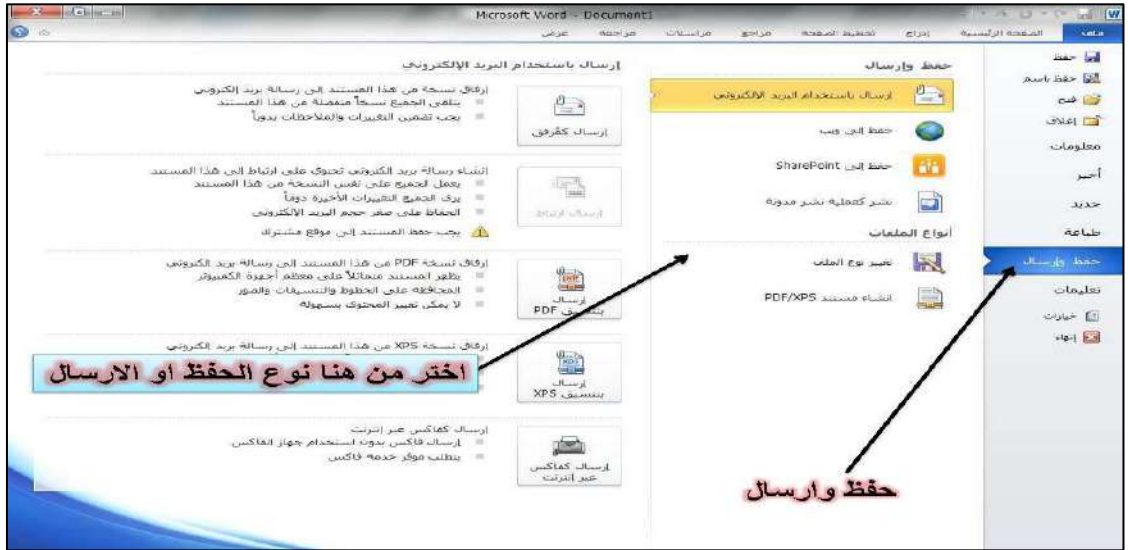 Microsoft Word - Document1
ملف
الصفحة الرئيسية
إدراج
تخطيط الصفحة
مراجع
مراسلات
مراجعة
عرض
حفظ
حفظ باسم
فتح
إغلاق
معلومات
أخير
جديد
طباعة
حفظ وإرسال
تعليمات
خيارات
إنهاء
حفظ وإرسال
إرسال باستخدام البريد الإلكتروني
حفظ إلى ويب
حفظ إلى SharePoint
نشر كعملية نشر مدونة
أنواع الملفات
تغيير نوع الملف
إنشاء مستند PDF/XPS
إرسال باستخدام البريد الإلكتروني
إرسال كمُرفق
إرفاق نسخة من هذا المستند إلى رسالة بريد إلكتروني
يتلقى الجميع نسخاً منفصلة من هذا المستند
يجب تضمين التغييرات والملاحظات يدوياً
إرسال ارتباط
إنشاء رسالة بريد إلكتروني تحتوي على ارتباط إلى هذا المستند
يعمل الجميع على نفس النسخة من هذا المستند
يرى الجميع التغييرات الأخيرة دوماً
الحفاظ على صغر حجم البريد الإلكتروني
يجب حفظ المستند إلى موقع مشترك
إرسال
بتنسيق PDF
إرفاق نسخة PDF من هذا المستند إلى رسالة بريد إلكتروني
يظهر المستند متماثلاً على معظم أجهزة الكمبيوتر
المحافظة على الخطوط والتنسيقات والصور
لا يمكن تغيير المحتوى بسهولة
إرسال
بتنسيق XPS
إرفاق نسخة XPS من هذا المستند إلى رسالة بريد إلكتروني
اختر من هنا نوع الحفظ او الارسال
إرسال كفاكس
عبر إنترنت
إرسال كفاكس عبر إنترنت
إرسال فاكس بدون استخدام جهاز الفاكس
يتطلب موفر خدمة فاكس
حفظ وارسال